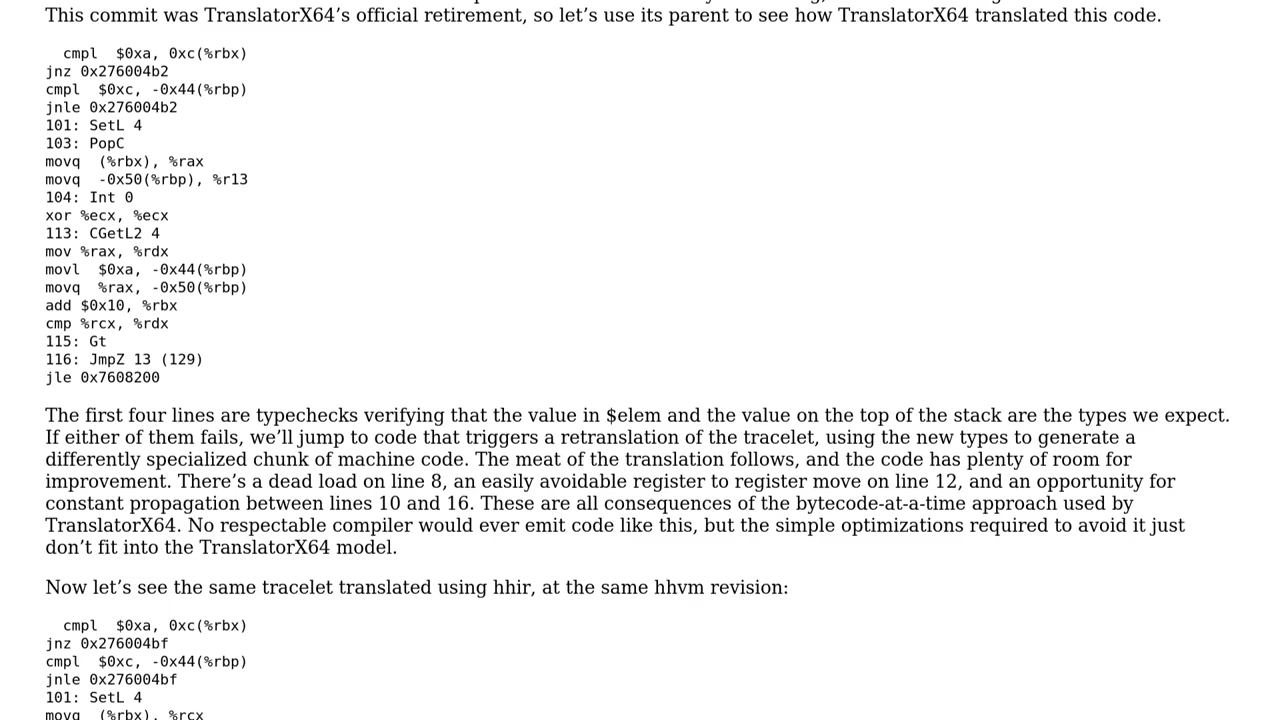 This commit was TranslatorX64’s official retirement, so let’s use its parent to see how TranslatorX64 translated this code.
cmpl  $0xa, 0xc(%rbx)
jnz 0x276004b2
cmpl  $0xc, -0x44(%rbp)
jnle 0x276004b2
101: SetL 4
103: PopC
movq  (%rbx), %rax
movq  -0x50(%rbp), %r13
104: Int 0
xor %ecx, %ecx
113: CGetL2 4
mov %rax, %rdx
movl  $0xa, -0x44(%rbp)
movq  %rax, -0x50(%rbp)
add $0x10, %rbx
cmp %rcx, %rdx
115: Gt
116: JmpZ 13 (129)
jle 0x7608200
The first four lines are typechecks verifying that the value in $elem and the value on the top of the stack are the types we expect.
If either of them fails, we’ll jump to code that triggers a retranslation of the tracelet, using the new types to generate a
differently specialized chunk of machine code. The meat of the translation follows, and the code has plenty of room for
improvement. There’s a dead load on line 8, an easily avoidable register to register move on line 12, and an opportunity for
constant propagation between lines 10 and 16. These are all consequences of the bytecode-at-a-time approach used by
TranslatorX64. No respectable compiler would ever emit code like this, but the simple optimizations required to avoid it just
don’t fit into the TranslatorX64 model.
Now let’s see the same tracelet translated using hhir, at the same hhvm revision:
cmpl  $0xa, 0xc(%rbx)
jnz 0x276004bf
cmpl  $0xc, -0x44(%rbp)
jnle 0x276004bf
101: SetL 4
movq  (%rbx), %rcx